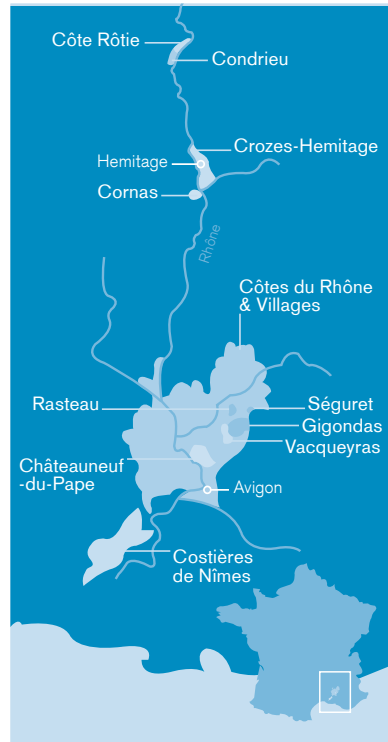 Côte Rôtie
Condrieu
Crozes-Hemitage
Hemitage
Cornas
Rhône
Côtes du Rhône
& Villages
Rasteau
Séguret
Gigondas
Vacqueyras
Châteauneuf
-du-Pape
Avigon
Costières
de Nîmes